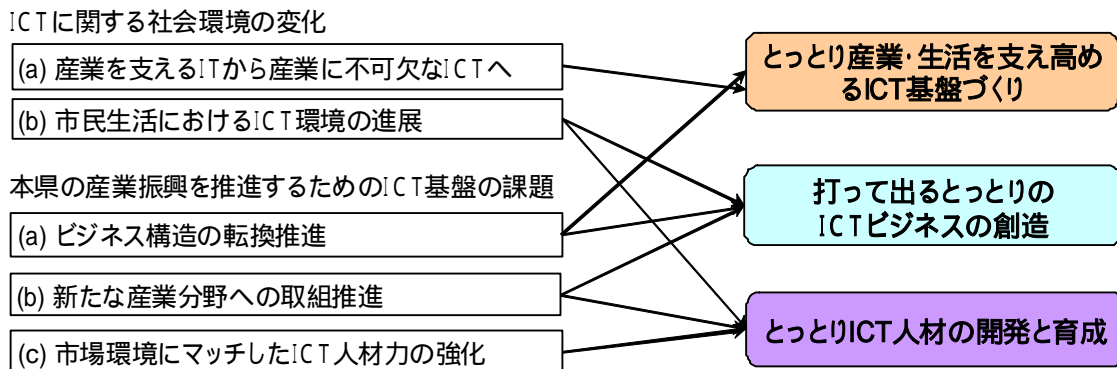 ICTに関する社会環境の変化
(a) 産業を支えるITから産業に不可欠なICTへ
(b) 市民生活におけるICT環境の進展
本県の産業振興を推進するためのICT基盤の課題
(a) ビジネス構造の転換推進
(b) 新たな産業分野への取組推進
(c) 市場環境にマッチしたICT人材力の強化
とっとり産業・生活を支え高め
るICT基盤づくり
打って出るとっとりの
ICTビジネスの創造
とっとりICT人材の開発と育成